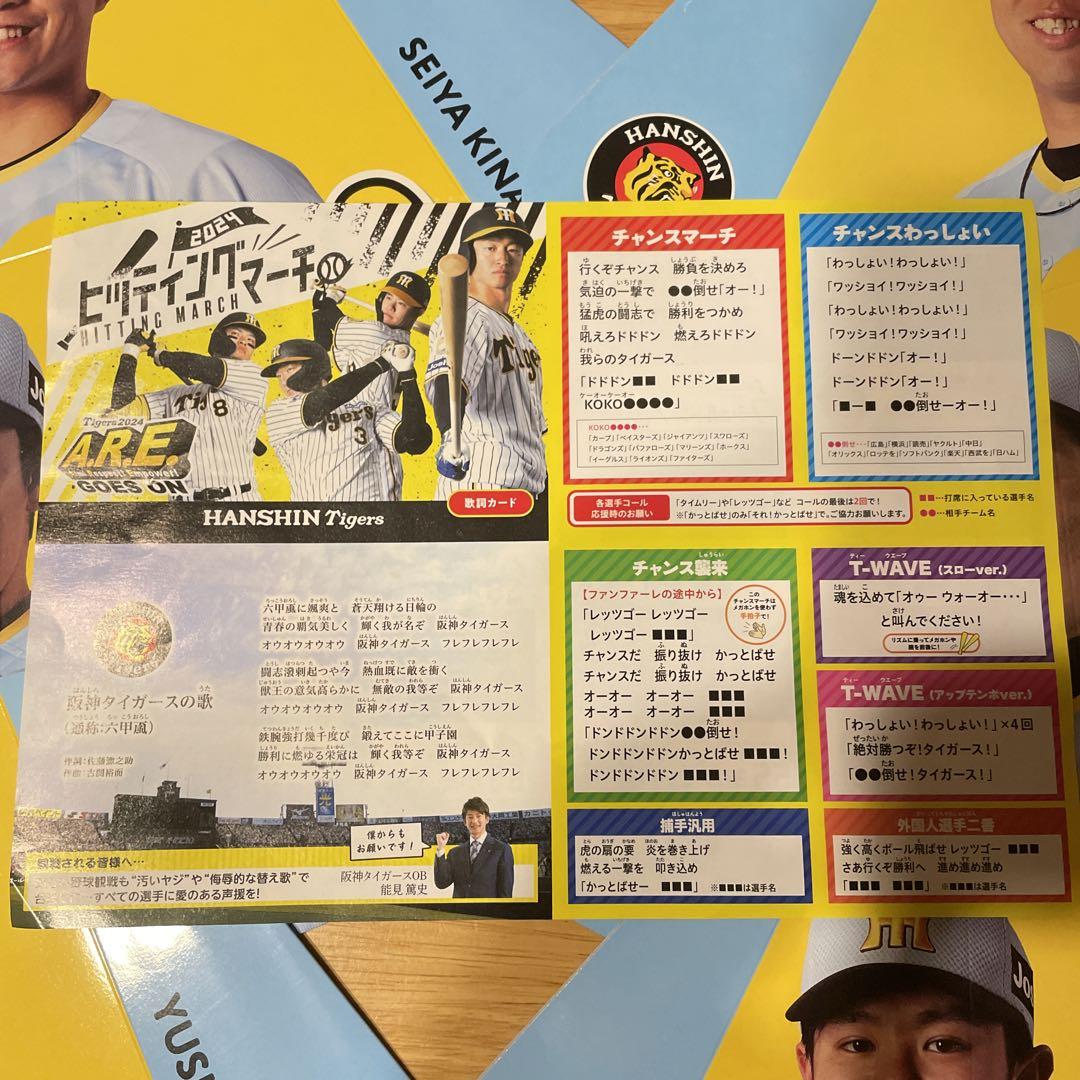 SEIYA KINA
HANSHIN
2024
ヒッティングマーチ
HITTING MARCH
Tigers
8
Tigers
3
Tigers
Joei
Tigers2024
A.R.E.
GOES ON
HANSHIN Tigers
歌詞カード
阪神タイガースの歌
(通称:六甲颪)
作詞:佐藤惣之助
作曲:古関裕而
六甲颪に颯爽と 蒼天翔ける日輪の
青春の覇気美しく 輝く我が名ぞ 阪神タイガース
オウオウオウオウ 阪神タイガース フレフレフレフレ
闘志溌剌起つや今 熱血既に敵を衝く
獣王の意気高らかに 無敵の我等ぞ 阪神タイガース
オウオウオウオウ 阪神タイガース フレフレフレフレ
鉄腕強打幾千度び 鍛えてここに甲子園
勝利に燃ゆる栄冠は 輝く我等ぞ 阪神タイガース
オウオウオウオウ 阪神タイガース フレフレフレフレ
僕からも
お願いです!
される皆様へ…
野球観戦も"汚いヤジ"や"侮辱的な替え歌"で
すべての選手に愛のある声援を!
阪神タイガースOB
能見 篤史
チャンスマーチ
行くぞチャンス 勝負を決めろ
気迫の一撃で ●●倒せ「オー!」
猛虎の闘志で 勝利をつかめ
吼えろドドドン 燃えろドドドン
我らのタイガース
「ドドドン■■ ドドドン■■
ケーオーケーオー
KOKO●●●●」
KOKO●●●●…
「カープ」「ベイスターズ」「ジャイアンツ」「スワローズ」
「ドラゴンズ」「バファローズ」「マリーンズ」「ホークス」
「イーグルス」「ライオンズ」「ファイターズ」
チャンスわっしょい
「わっしょい!わっしょい!」
「ワッショイ!ワッショイ!」
「わっしょい!わっしょい!」
「ワッショイ!ワッショイ!」
ドーンドドン「オー!」
ドーンドドン「オー!」
「■ー■ ●●倒せーオー!」
●●倒せ…「広島」「横浜」「読売」「ヤクルト」「中日」
「オリックス」「ロッテを」「ソフトバンク」「楽天」「西武を」「日ハム」
各選手コール
応援時のお願い
「タイムリー」や「レッツゴー」など コールの最後は2回で!
※「かっとばせ」のみ「それ!かっとばせ」で。ご協力お願いします。
■■…打席に入っている選手名
●●…相手チーム名
チャンス襲来
【ファンファーレの途中から】
「レッツゴー レッツゴー
レッツゴー ■■■」
このチャンスマーチはメガホンを使わず手拍子で!
チャンスだ 振り抜け かっとばせ
チャンスだ 振り抜け かっとばせ
オーオー オーオー ■■■
オーオー オーオー ■■■
「ドンドンドン●●倒せ!
ドンドンドンドンかっとばせ ■■■!
ドンドンドンドン ■■■!」
T-WAVE (スローver.)
魂を込めて「オゥー ウォーオー・・・」
と叫んでください!
リズムに乗ってメガホンや
腕を前後に!
T-WAVE (アップテンポver.)
「わっしょい!わっしょい!」×4回
「絶対勝つぞ!タイガース!」
「●●倒せ!タイガース!」
捕手汎用
虎の扇の要 炎を巻き上げ
燃える一撃を 叩き込め
「かっとばせー ■■■」 ※■■■は選手名
外国人選手二番
強く高くボール飛ばせ レッツゴー ■■■
さあ行くぞ勝利へ 進め進め進め
「■■■ ■■■」 ※■■■は選手名
YUS